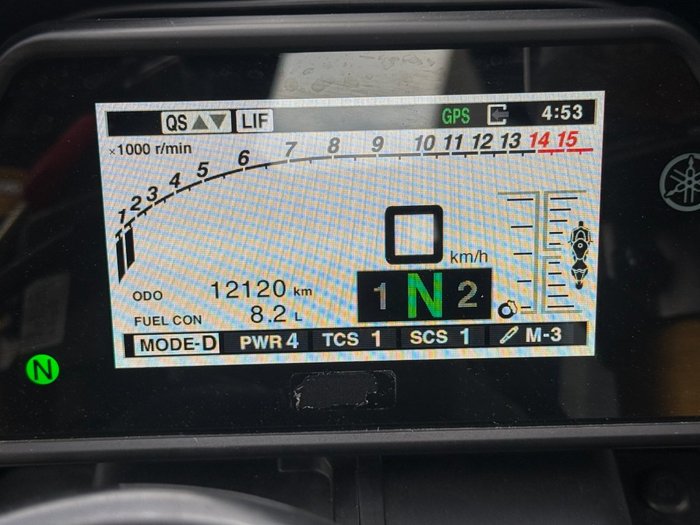 QS LIF GPS 4:53
×1000 r/min
1 2 3 4 5 6 7 8 9 10 11 12 13 14 15
0 km/h
ODO 12120 km
1 N 2
FUEL CON 8.2 L
MODE-D PWR 4 TCS 1 SCS 1 M-3
N